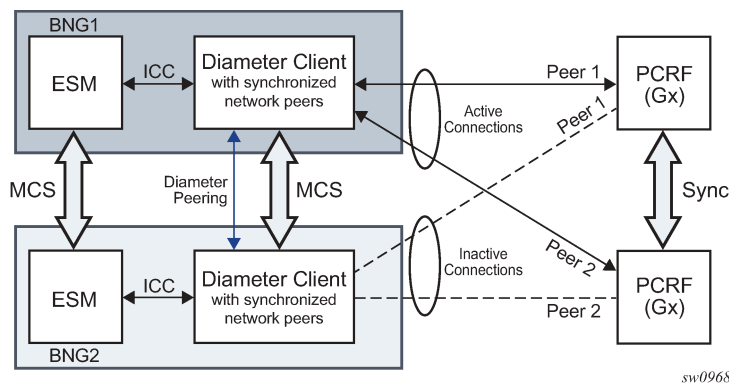 BNG1
ESM
ICC
Diameter Client
with synchronized
network peers
Peer 1
PCRF
(Gx)
Active
Connections
Peer 1
MCS
Diameter
Peering
MCS
Sync
Inactive
Connections
Peer 2
ESM
ICC
Diameter Client
with synchronized
network peers
Peer 2
PCRF
(Gx)
BNG2
sw0968